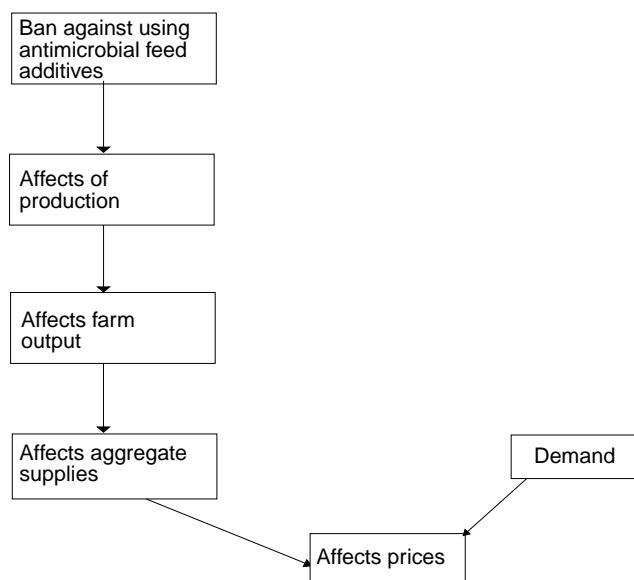 Ban against using
antimicrobial feed
additives
Affects of
production
Affects farm
output
Affects aggregate
supplies
Demand
Affects prices